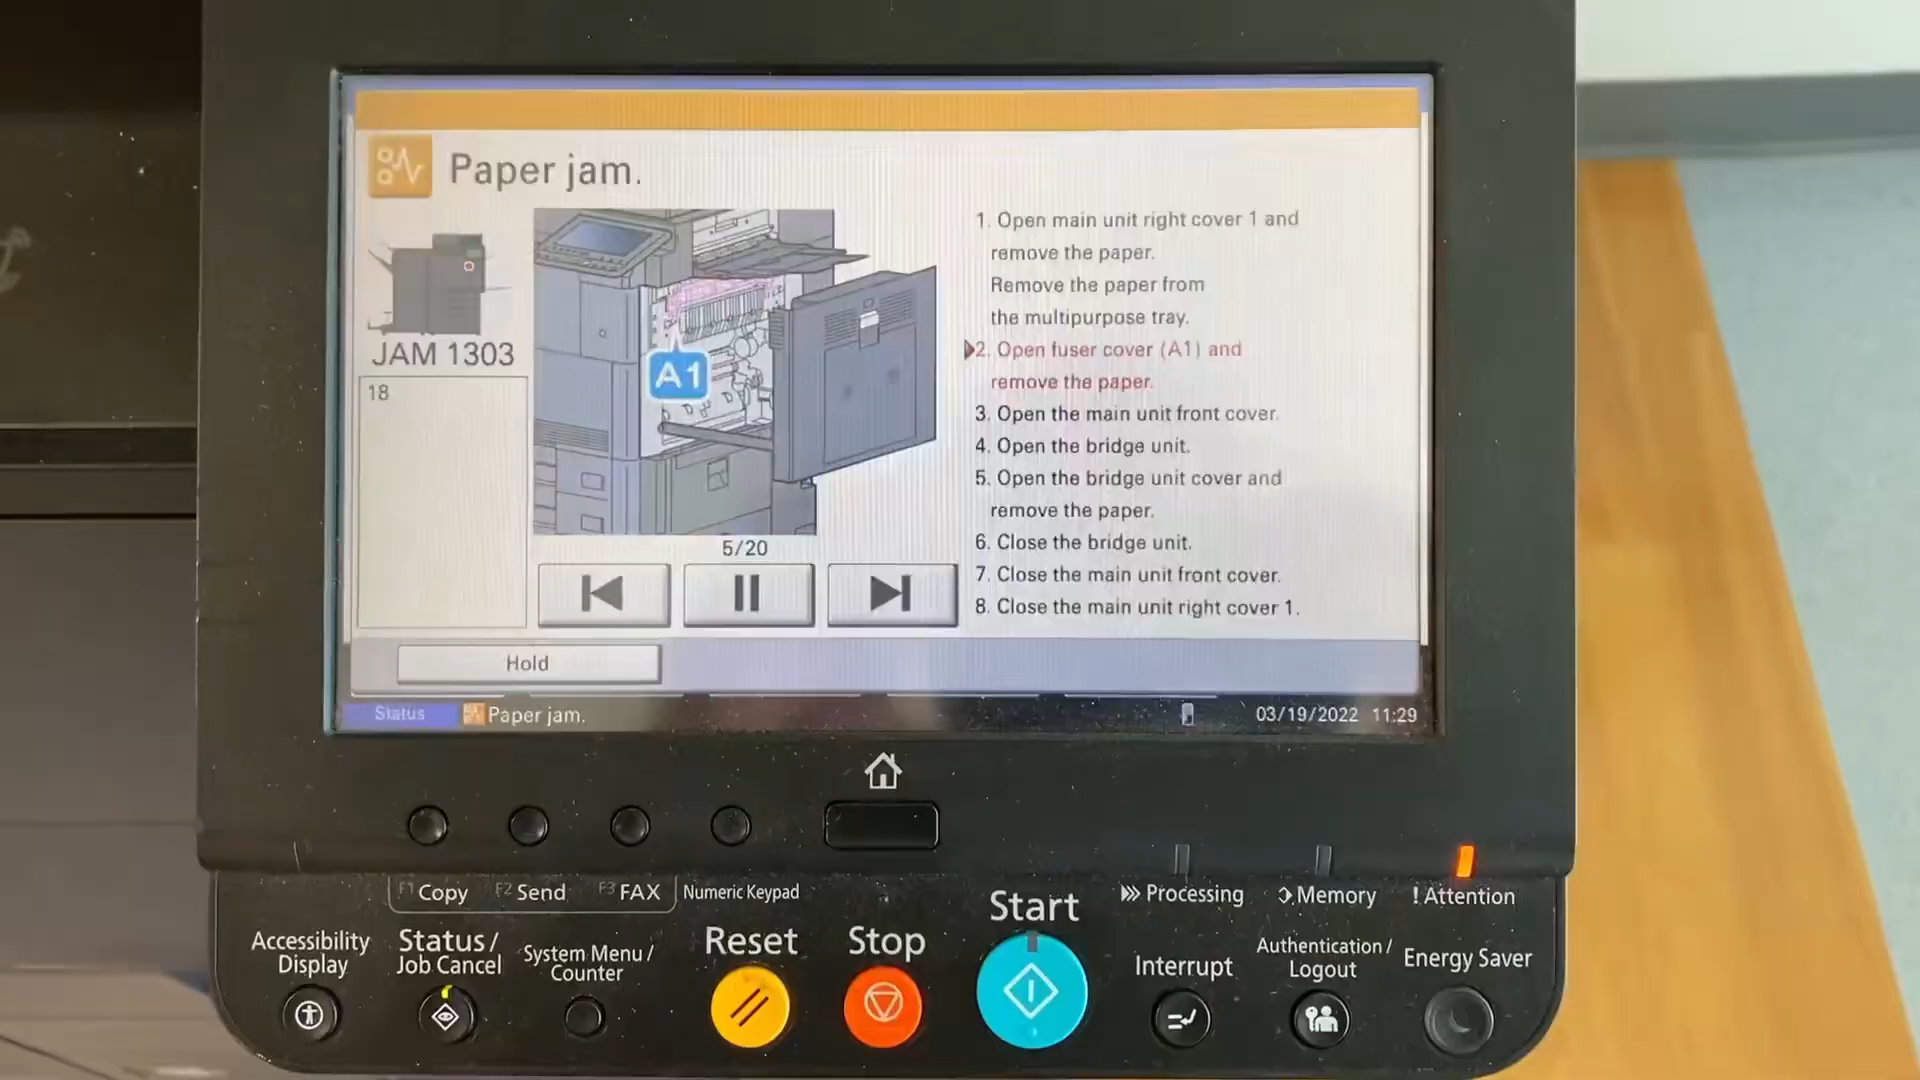 Paper jam.
JAM 1303
18
A1
5/20
1. Open main unit right cover 1 and
remove the paper.
Remove the paper from
the multipurpose tray.
2. Open fuser cover (A1) and
remove the paper.
3. Open the main unit front cover.
4. Open the bridge unit.
5. Open the bridge unit cover and
remove the paper.
6. Close the bridge unit.
7. Close the main unit front cover.
8. Close the main unit right cover 1.
Hold
Status
Paper jam.
03/19/2022 11:29
F1 Copy
F2 Send
F3 FAX
Numeric Keypad
Processing
Memory
Attention
Accessibility
Display
Status /
Job Cancel
System Menu /
Counter
Reset
Stop
Start
Interrupt
Authentication /
Logout
Energy Saver